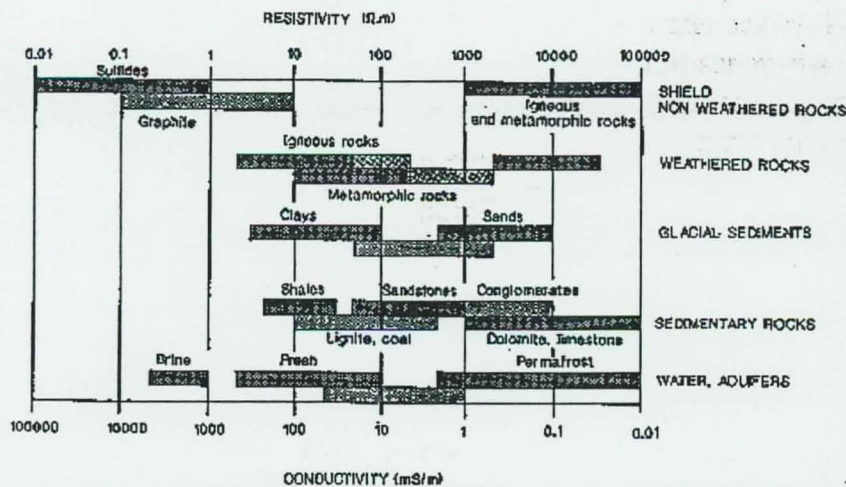 RESISTIVITY (Ω.m)
0.01 0.1 1 10 100 1000 10000 100000
Sulfides
SHIELD
NON WEATHERED ROCKS
Graphite
Igneous
and metamorphic rocks
Igneous rocks
WEATHERED ROCKS
Metamorphic rocks
Clays Sands
GLACIAL SEDIMENTS
Shales Sandstones Conglomerates
SEDIMENTARY ROCKS
Lignite, coal Dolomite, limestone
Brine Fresh Permafrost
WATER, AQUIFERS
100000 10000 1000 100 10 1 0.1 0.01
CONDUCTIVITY (mS/m)